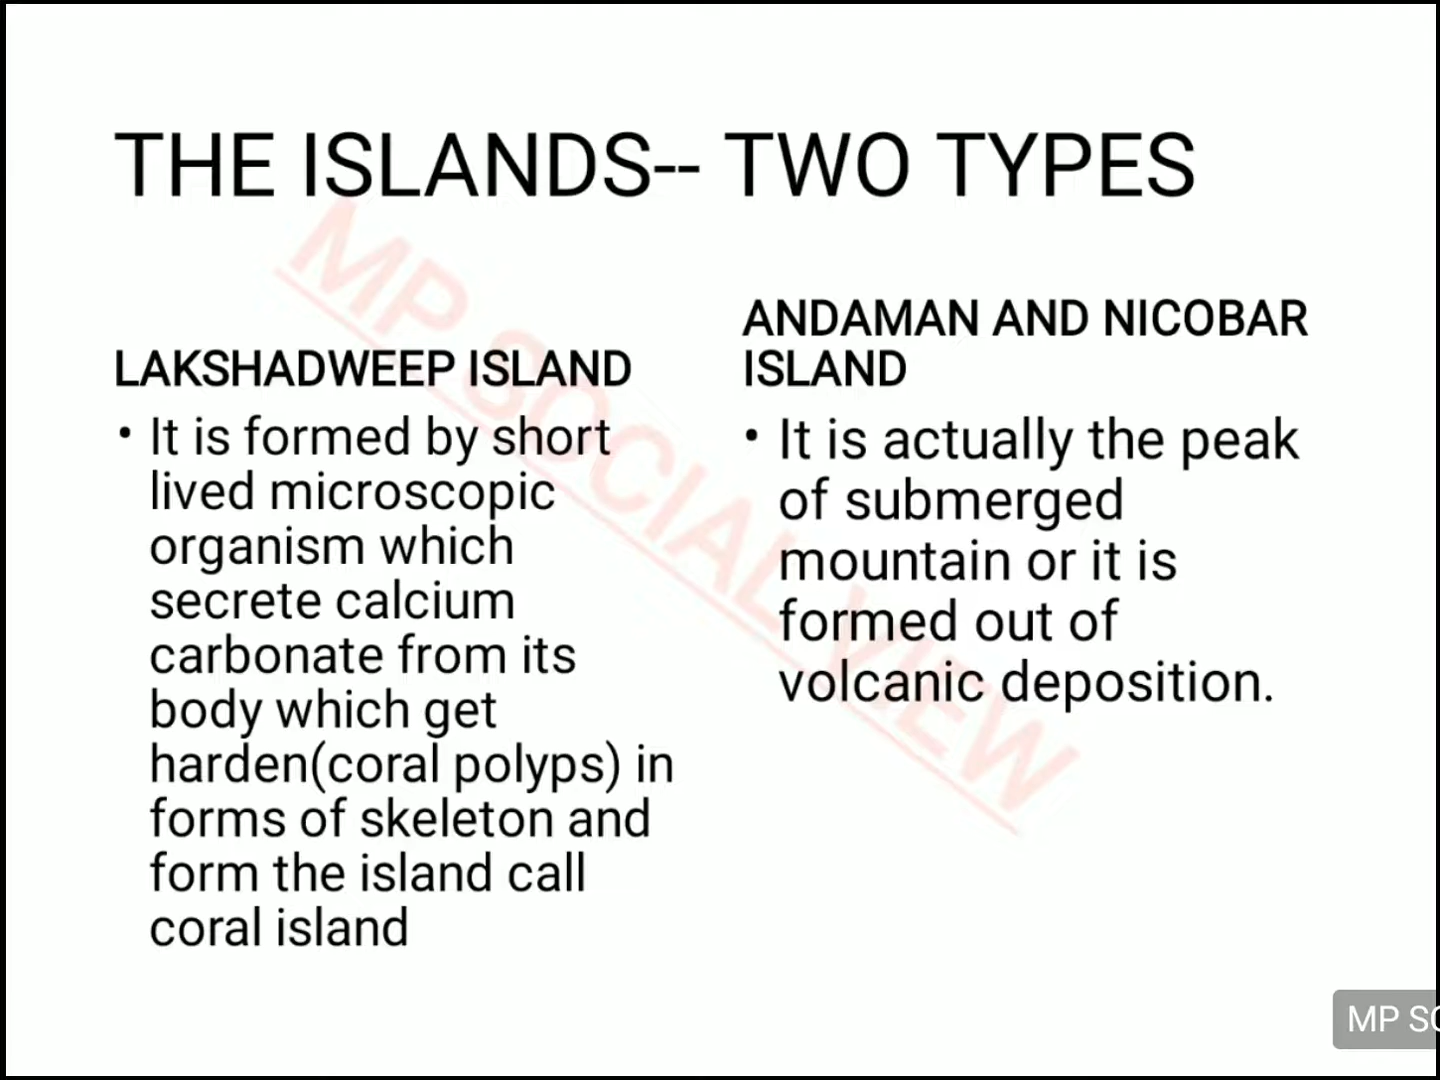 THE ISLANDS-- TWO TYPES
LAKSHADWEEP ISLAND
• It is formed by short
lived microscopic
organism which
secrete calcium
carbonate from its
body which get
harden(coral polyps) in
forms of skeleton and
form the island call
coral island
ANDAMAN AND NICOBAR
ISLAND
• It is actually the peak
of submerged
mountain or it is
formed out of
volcanic deposition.
MP SOCIAL VIEW
MP SO